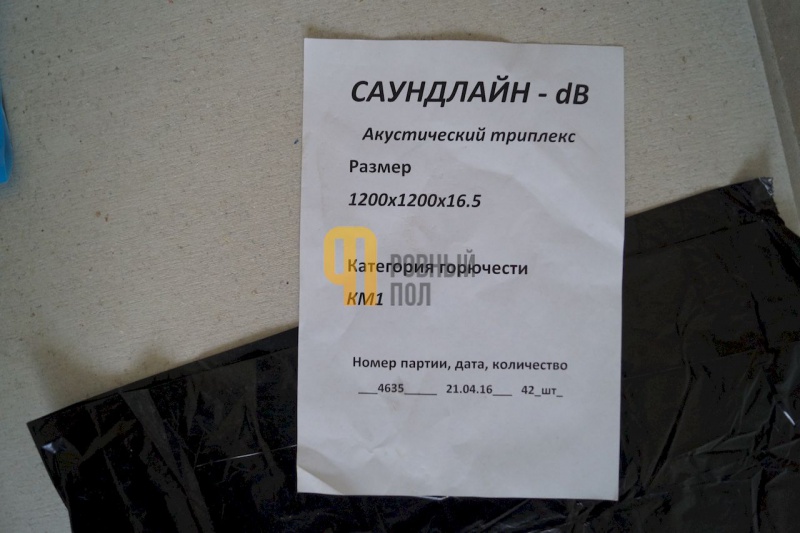 САУНДЛАЙН - dB
Акустический триплекс
Размер
1200x1200x16.5
Категория горючести
КМ1
РОВНЫЙ
ПОЛ
Номер партии, дата, количество
___4635_____ 21.04.16___ 42_шт_